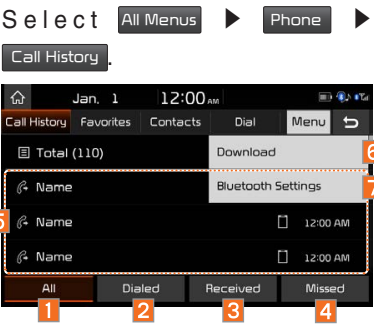 Select All Menus ▶ Phone ▶
Call History.
Jan. 1 12:00 AM
Call History Favorites Contacts Dial Menu
Total (110) Download 6
Name Bluetooth Settings 7
5 Name 12:00 AM
Name 12:00 AM
All Dialed Received Missed
1 2 3 4